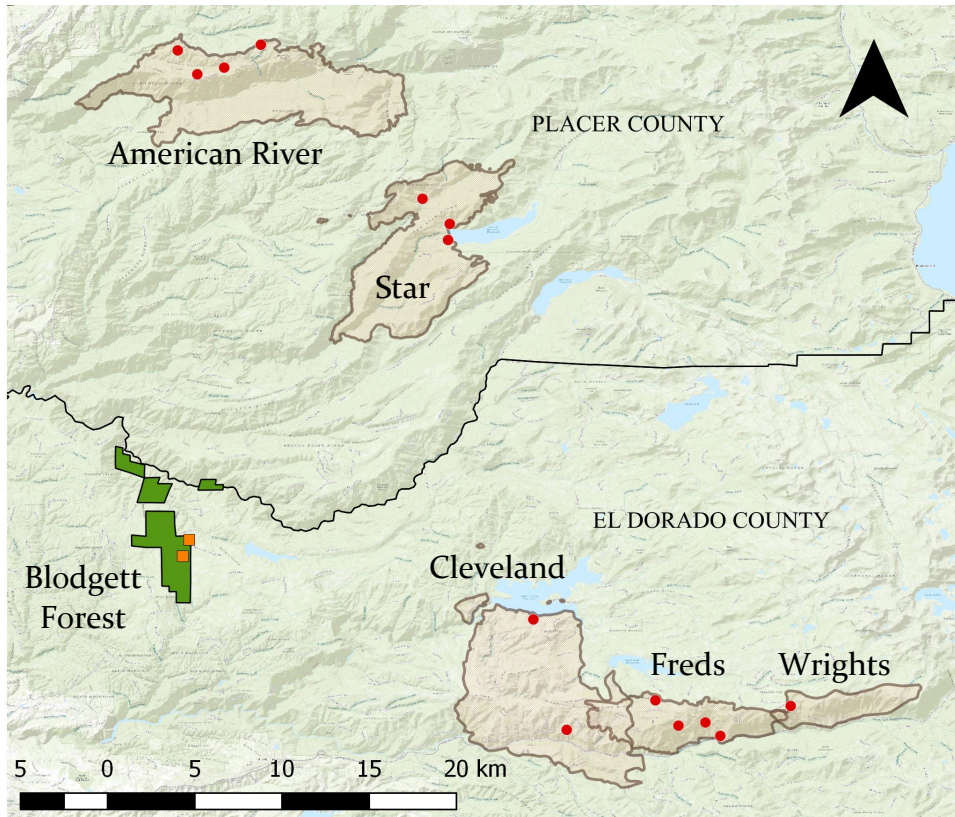 PLACER COUNTY
American River
Star
EL DORADO COUNTY
Cleveland
Blodgett
Forest
Freds
Wrights
5 0 5 10 15 20 km